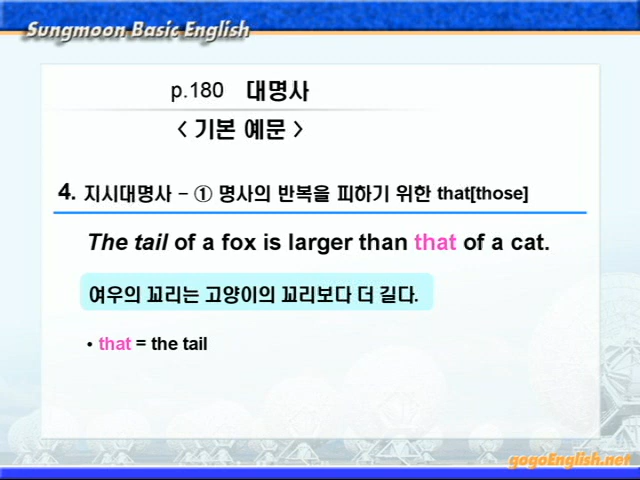 Sungmoon Basic English
p.180 대명사
< 기본 예문 >
4. 지시대명사 – ① 명사의 반복을 피하기 위한 that[those]
The tail of a fox is larger than that of a cat.
여우의 꼬리는 고양이의 꼬리보다 더 길다.
• that = the tail
gogoEnglish.net